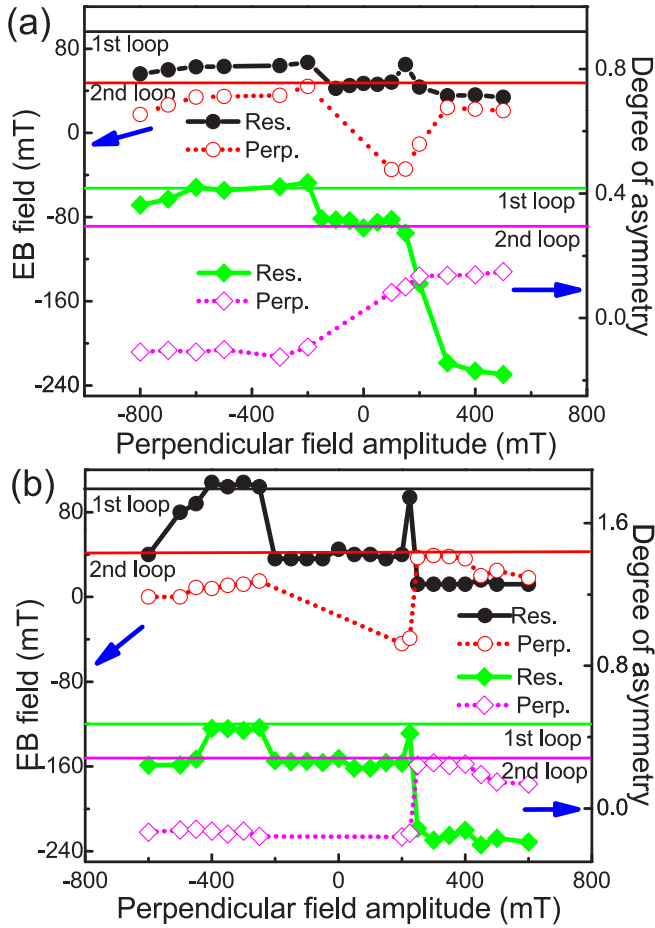 (a)
80
0
-80
-160
-240
EB field (mT)
1st loop
2nd loop
Res.
Perp.
1st loop
2nd loop
Res.
Perp.
0.8
0.4
0.0
Degree of asymmetry
-800 -600 -400 -200 0 200 400 600 800
Perpendicular field amplitude (mT)
(b)
80
0
-80
-160
-240
EB field (mT)
1st loop
2nd loop
Res.
Perp.
Res.
Perp.
1st loop
2nd loop
1.6
0.8
0.0
Degree of asymmetry
-800 -400 0 400 800
Perpendicular field amplitude (mT)